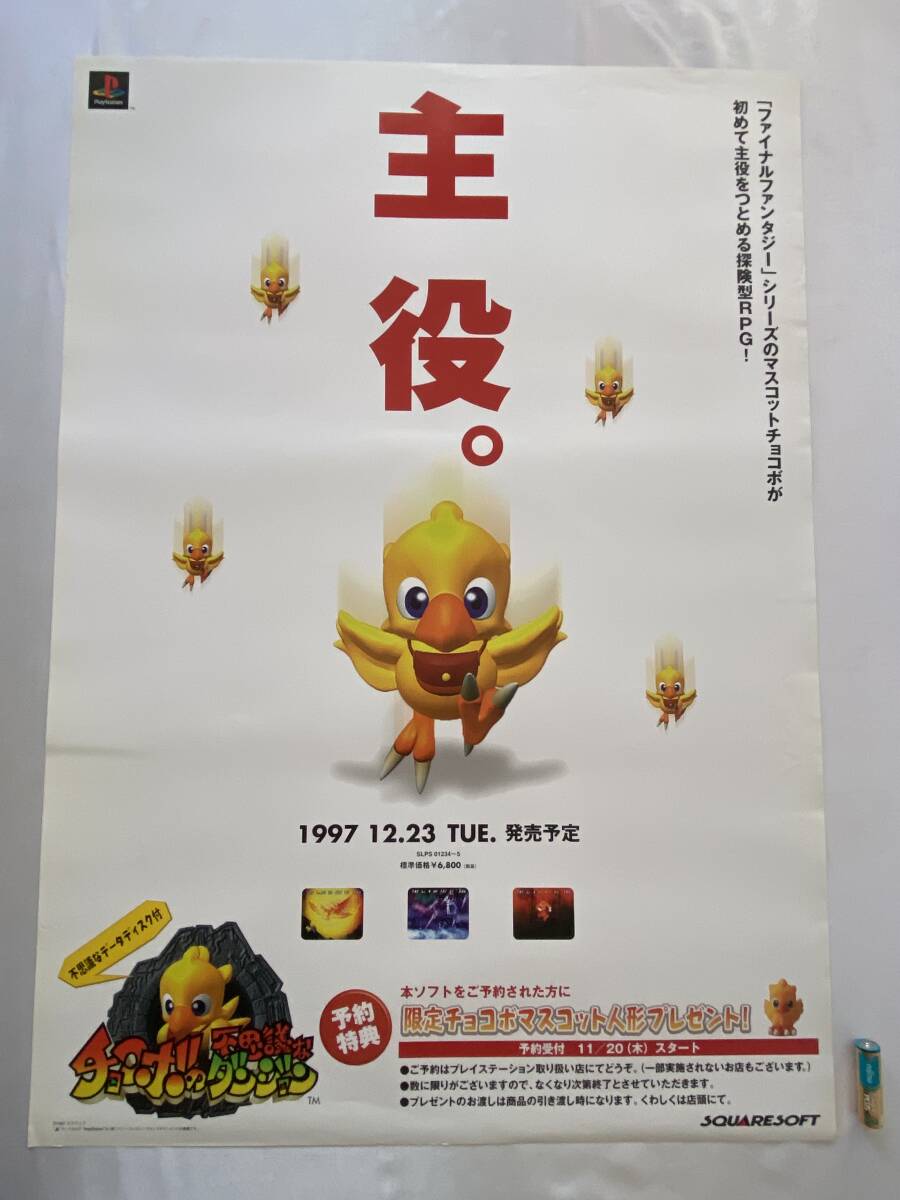 PlayStation
主役。
「ファイナルファンタジー」シリーズのマスコットチョコボが
初めて主役をつとめる探険型RPG!
1997 12.23 TUE. 発売予定
SLPS 01234〜5
標準価格¥6,800 (税抜)
不思議なデータディスク付
チョコボの不思議なダンジョン
TM
予約特典
本ソフトをご予約された方に
限定チョコボマスコット人形プレゼント!
予約受付 11/20(木) スタート
●ご予約はプレイステーション取り扱い店にてどうぞ。(一部実施されないお店もございます。)
●数に限りがございますので、なくなり次第終了とさせていただきます。
●プレゼントのお渡しは商品の引き渡し時になります。くわしくは店頭にて。
SQUARESOFT